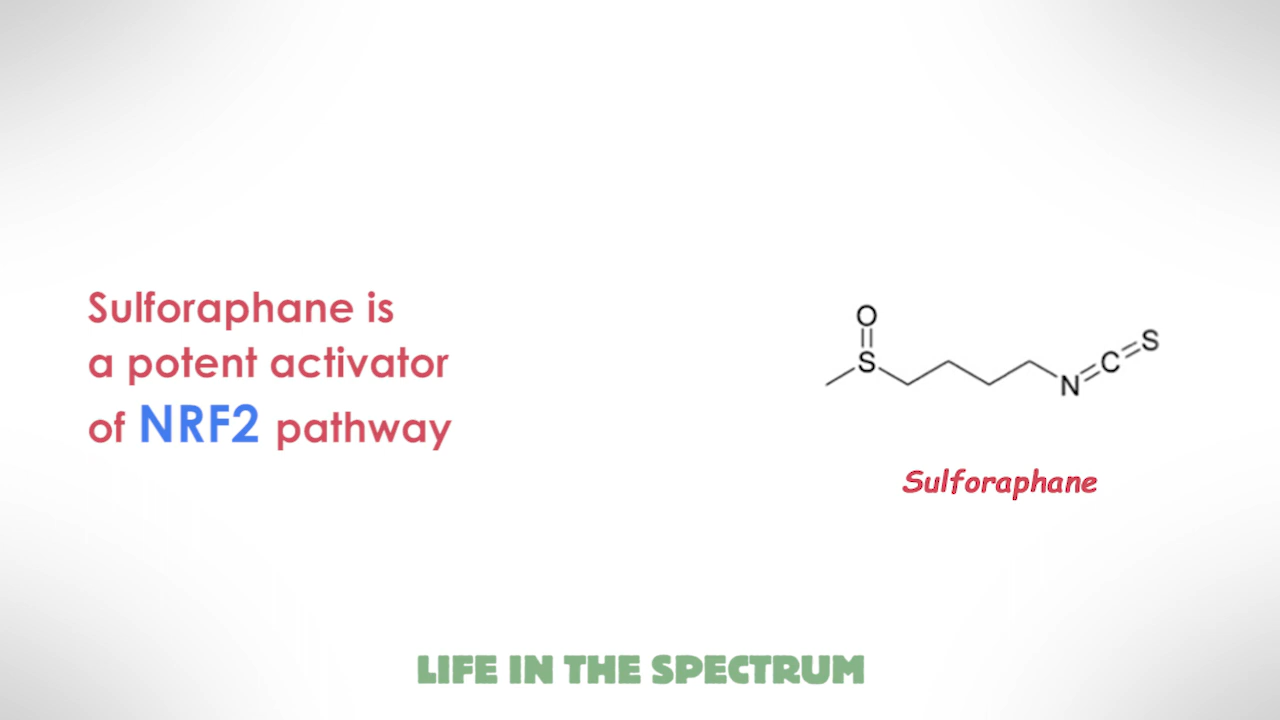 Sulforaphane is
a potent activator
of NRF2 pathway
O
S
N
C
S
Sulforaphane
LIFE IN THE SPECTRUM